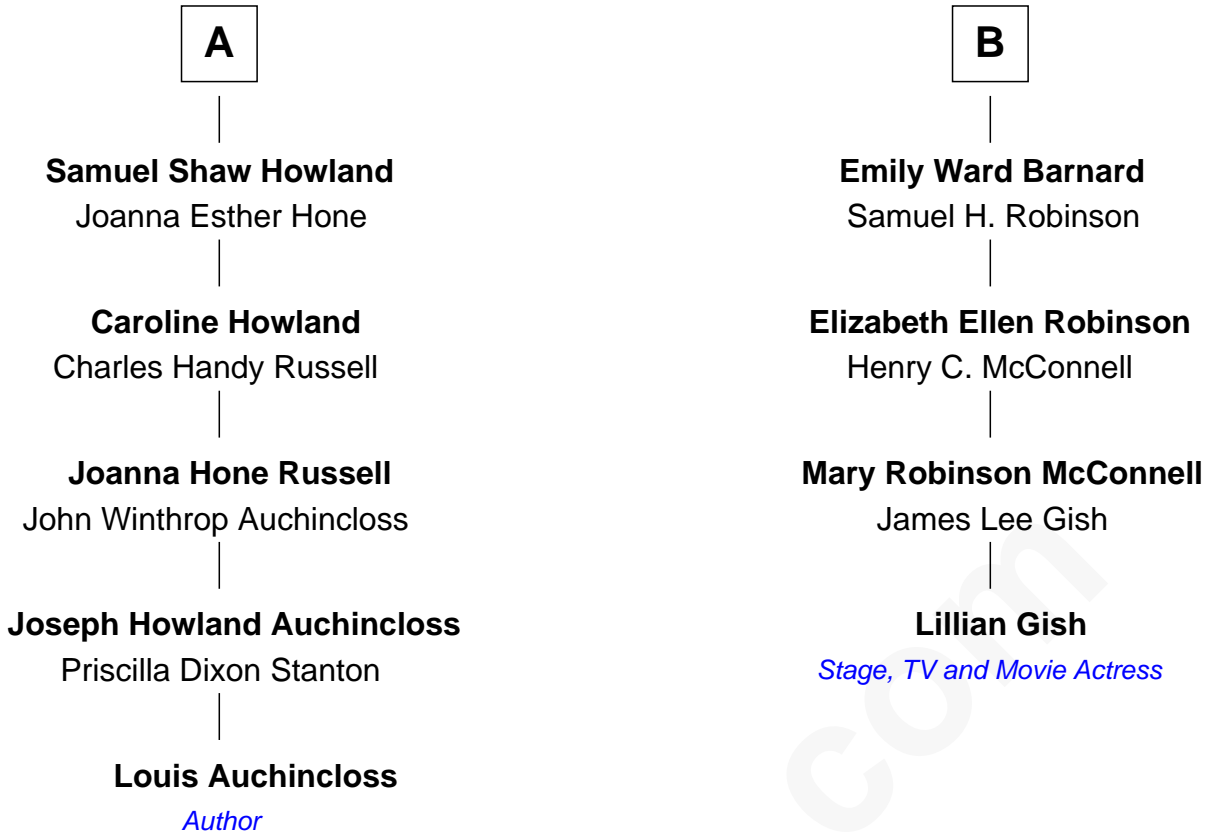 A
Samuel Shaw Howland
Joanna Esther Hone
Caroline Howland
Charles Handy Russell
Joanna Hone Russell
John Winthrop Auchincloss
Joseph Howland Auchincloss
Priscilla Dixon Stanton
Louis Auchincloss
Author
B
Emily Ward Barnard
Samuel H. Robinson
Elizabeth Ellen Robinson
Henry C. McConnell
Mary Robinson McConnell
James Lee Gish
Lillian Gish
Stage, TV and Movie Actress
com